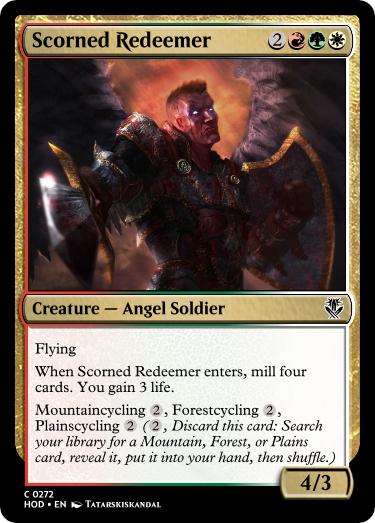 Scorned Redeemer 2
Creature — Angel Soldier
Flying
When Scorned Redeemer enters, mill four
cards. You gain 3 life.
Mountaincycling 2, Forestcycling 2,
Plainscycling 2 (2, Discard this card: Search
your library for a Mountain, Forest, or Plains
card, reveal it, put it into your hand, then shuffle.)
4/3
C 0272
HOD • EN TATARSKISKANDAL